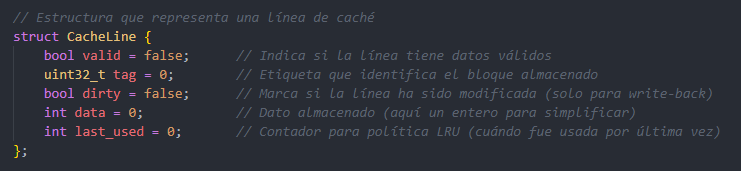 // Estructura que representa una línea de caché
struct CacheLine {
    bool valid = false;      // Indica si la línea tiene datos válidos
    uint32_t tag = 0;        // Etiqueta que identifica el bloque almacenado
    bool dirty = false;      // Marca si la línea ha sido modificada (solo para write-back)
    int data = 0;            // Dato almacenado (aquí un entero para simplificar)
    int last_used = 0;       // Contador para política LRU (cuándo fue usada por última vez)
};